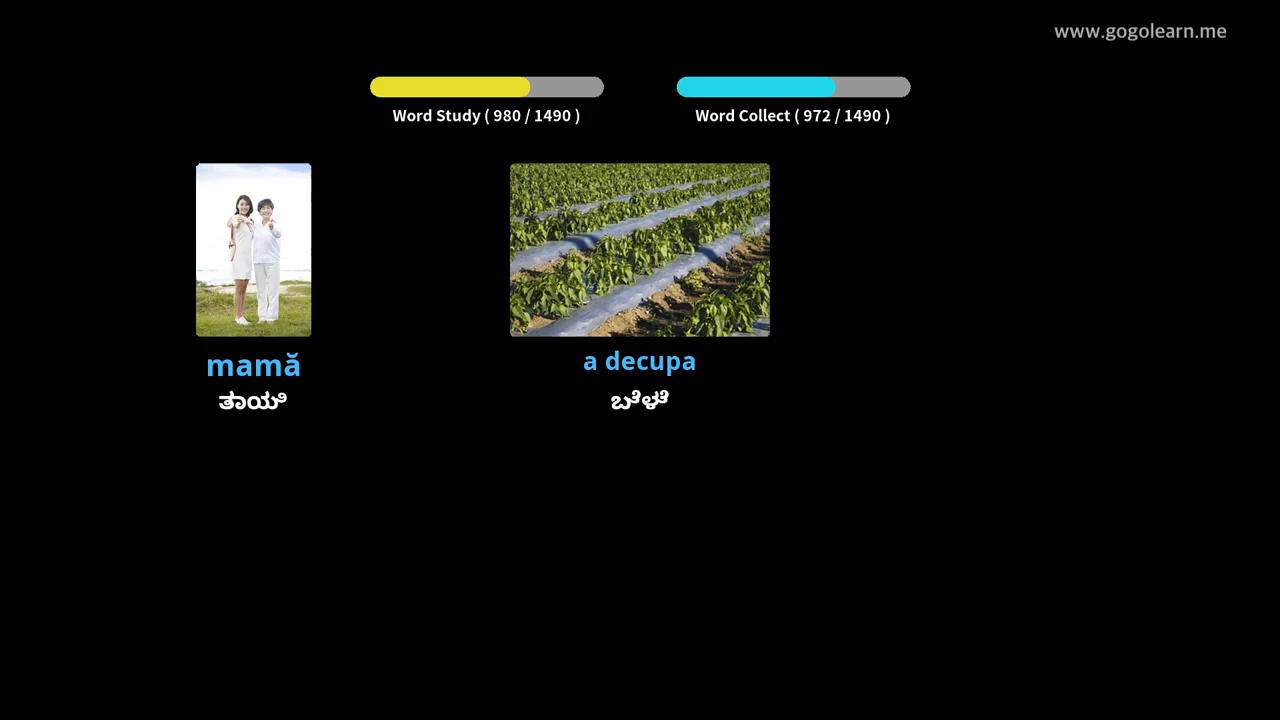 www.gogolearn.me
Word Study ( 980 / 1490 )
Word Collect ( 972 / 1490 )
mamă
a decupa
ತಾಯಿ
ಬೆಳೆ